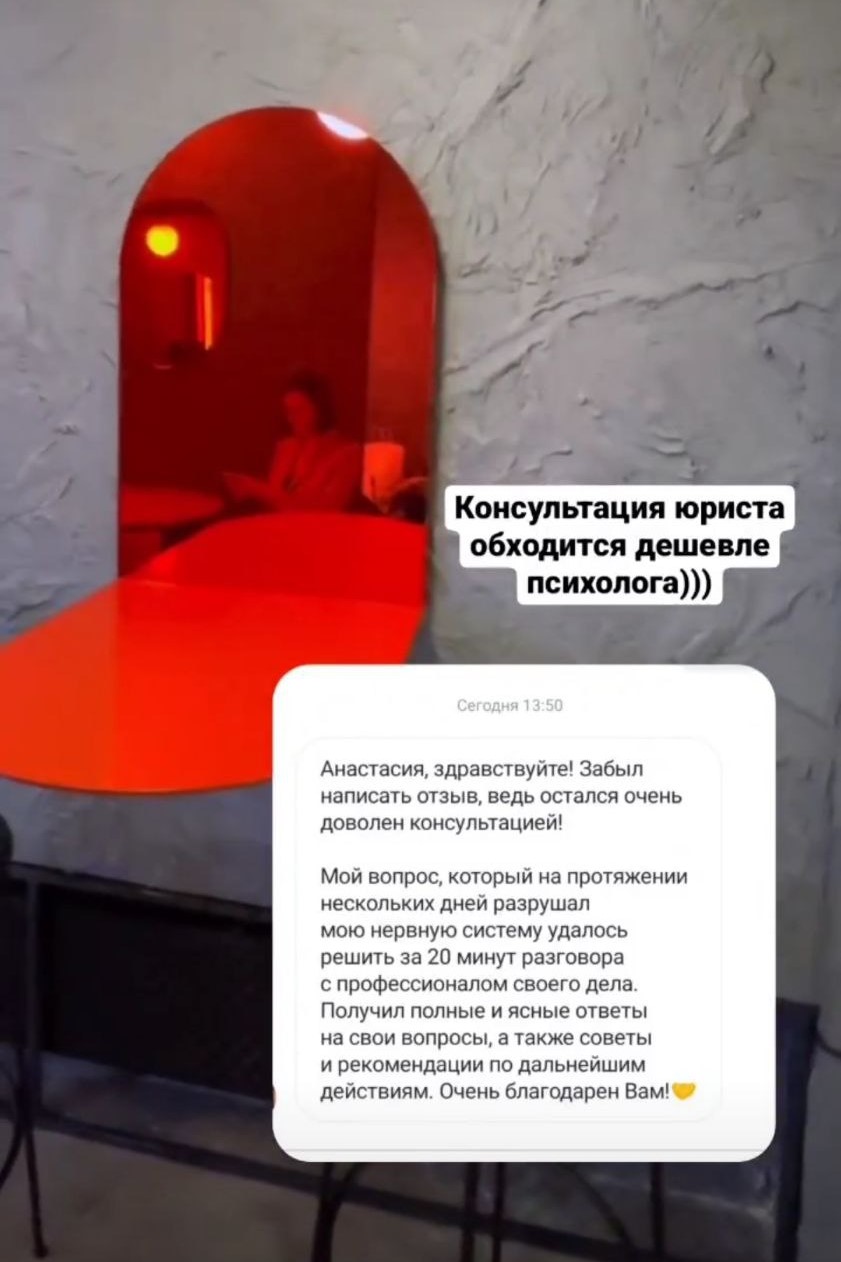 Консультация юриста
обходится дешевле
психолога)))
Сегодня 13:50
Анастасия, здравствуйте! Забыл
написать отзыв, ведь остался очень
доволен консультацией!
Мой вопрос, который на протяжении
нескольких дней разрушал
мою нервную систему удалось
решить за 20 минут разговора
с профессионалом своего дела.
Получил полные и ясные ответы
на свои вопросы, а также советы
и рекомендации по дальнейшим
действиям. Очень благодарен Вам!🤝